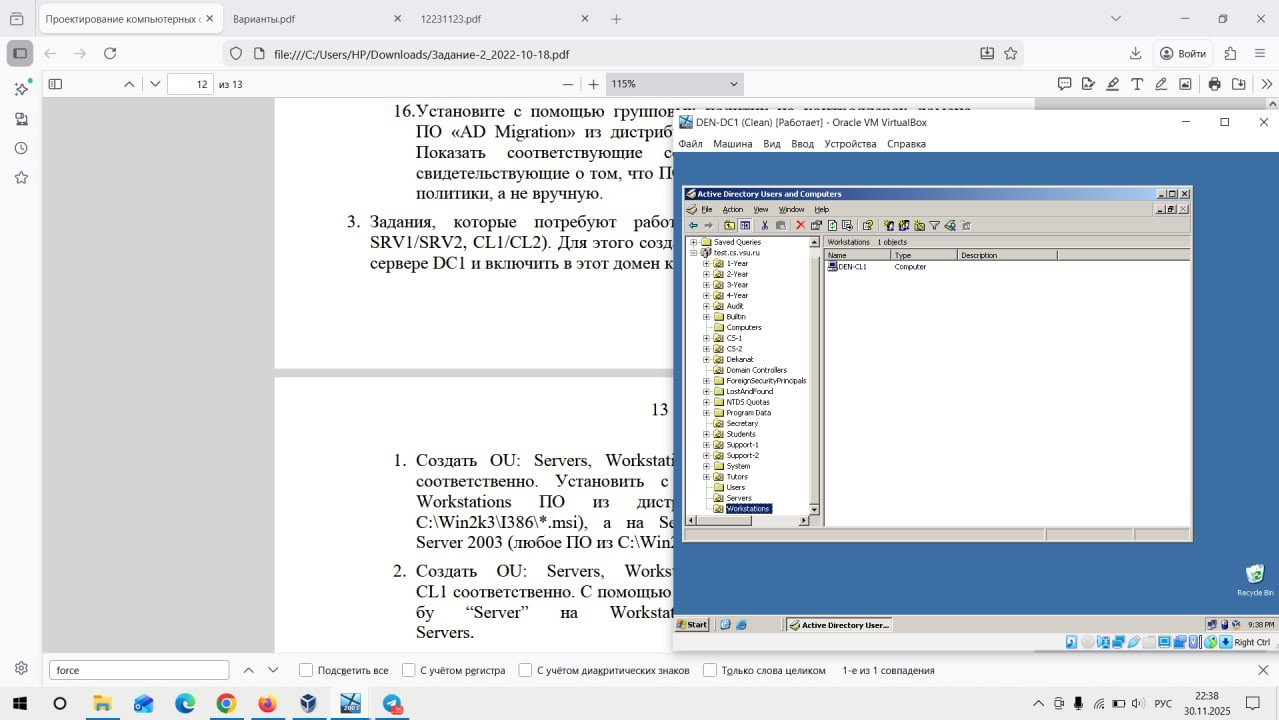 Проектирование компьютерных с
Варианты.pdf
12231123.pdf
file:///C:/Users/HP/Downloads/Задание-2_2022-10-18.pdf
Войти
12 из 13
115%
16.Установите с помощью группов
ПО «AD Migration» из дистриб
Показать соответствующие
свидетельствующие о том, что П
политики, а не вручную.
3. Задания, которые потребуют работ
SRV1/SRV2, CL1/CL2). Для этого созд
сервере DC1 и включить в этот домен к
13
1. Создать OU: Servers, Workstati
соответственно. Установить с
Workstations ПО из дист
C:\Win2k3\I386\*.msi), а на Se
Server 2003 (любое ПО из C:\Win2
2. Создать OU: Servers, Works
CL1 соответственно. С помощью
бу “Server” на Workstat
Servers.
DEN-DC1 (Clean) [Работает] - Oracle VM VirtualBox
Файл Машина Вид Ввод Устройства Справка
Active Directory Users and Computers
File Action View Window Help
Saved Queries
test.cs.vsu.ru
1-Year
2-Year
3-Year
4-Year
Audit
Builtin
Computers
CS-1
CS-2
Dekanat
Domain Controllers
ForeignSecurityPrincipals
LostAndFound
NTDS Quotas
Program Data
Secretary
Students
Support-1
Support-2
System
Tutors
Users
Servers
Workstations
Workstations 1 objects
Name Type Description
DEN-CL1 Computer
Recycle Bin
Start Active Directory User... 9:38 PM
Right Ctrl
force
Подсветить все
С учётом регистра
С учётом диакритических знаков
Только слова целиком
1-е из 1 совпадения
РУС
22:38
30.11.2025